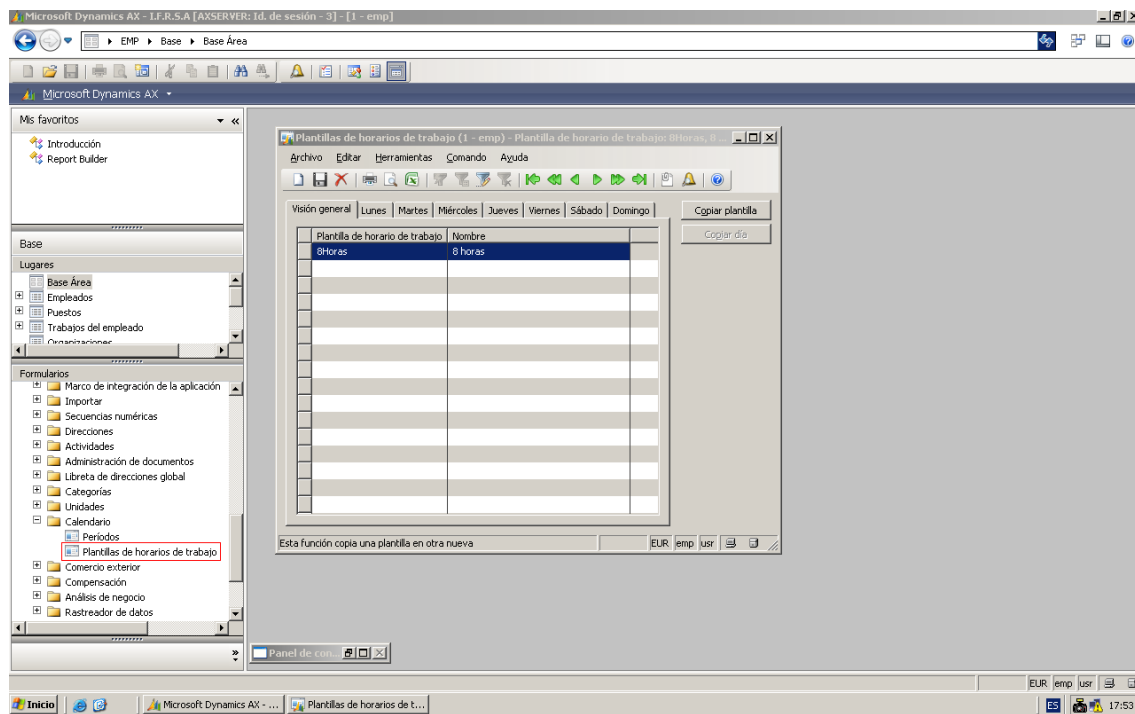 Microsoft Dynamics AX - I.F.R.S.A [AXSERVER: Id. de sesión - 3] - [1 - emp]
EMP Base Base Área
Microsoft Dynamics AX
Mis favoritos
Introducción
Report Builder
Base
Lugares
Base Área
Empleados
Puestos
Trabajos del empleado
Organizaciones
Formularios
Marco de integración de la aplicación
Importar
Secuencias numéricas
Direcciones
Actividades
Administración de documentos
Libreta de direcciones global
Categorías
Unidades
Calendario
Períodos
Plantillas de horarios de trabajo
Comercio exterior
Compensación
Análisis de negocio
Rastreador de datos
Plantillas de horarios de trabajo (1 - emp) - Plantilla de horario de trabajo: 8Horas, 8 ...
Archivo Editar Herramientas Comando Ayuda
Visión general Lunes Martes Miércoles Jueves Viernes Sábado Domingo
Copiar plantilla
Copiar día
Plantilla de horario de trabajo Nombre
8Horas 8 horas
Esta función copia una plantilla en otra nueva EUR emp usr
Panel de con...
EUR emp usr
Inicio Microsoft Dynamics AX - ... Plantillas de horarios de t... ES 17:53